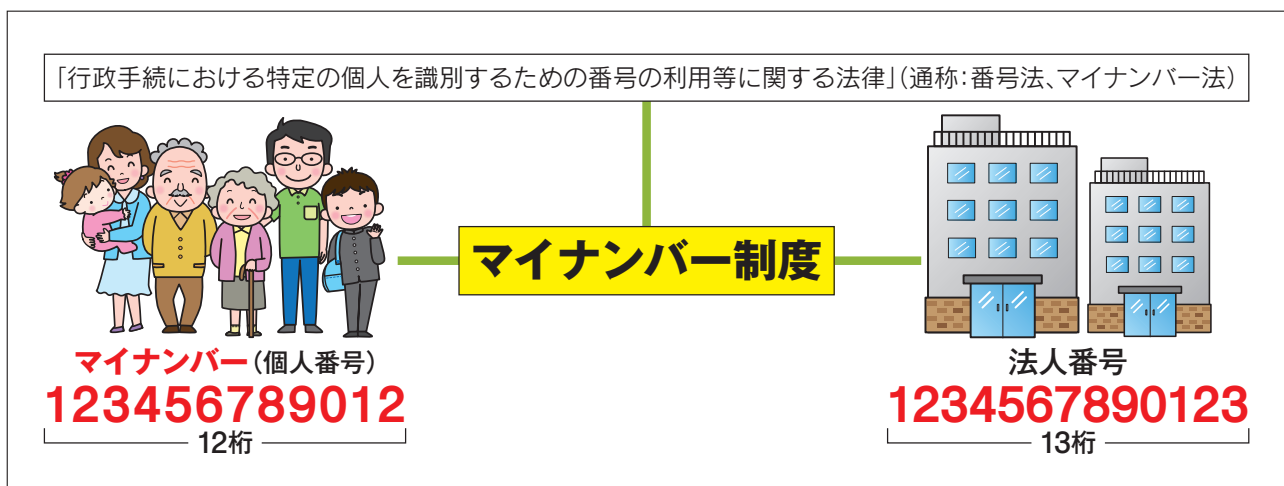 「行政手続における特定の個人を識別するための番号の利用等に関する法律」(通称：番号法、マイナンバー法)
マイナンバー制度
マイナンバー(個人番号)
123456789012
12桁
法人番号
1234567890123
13桁